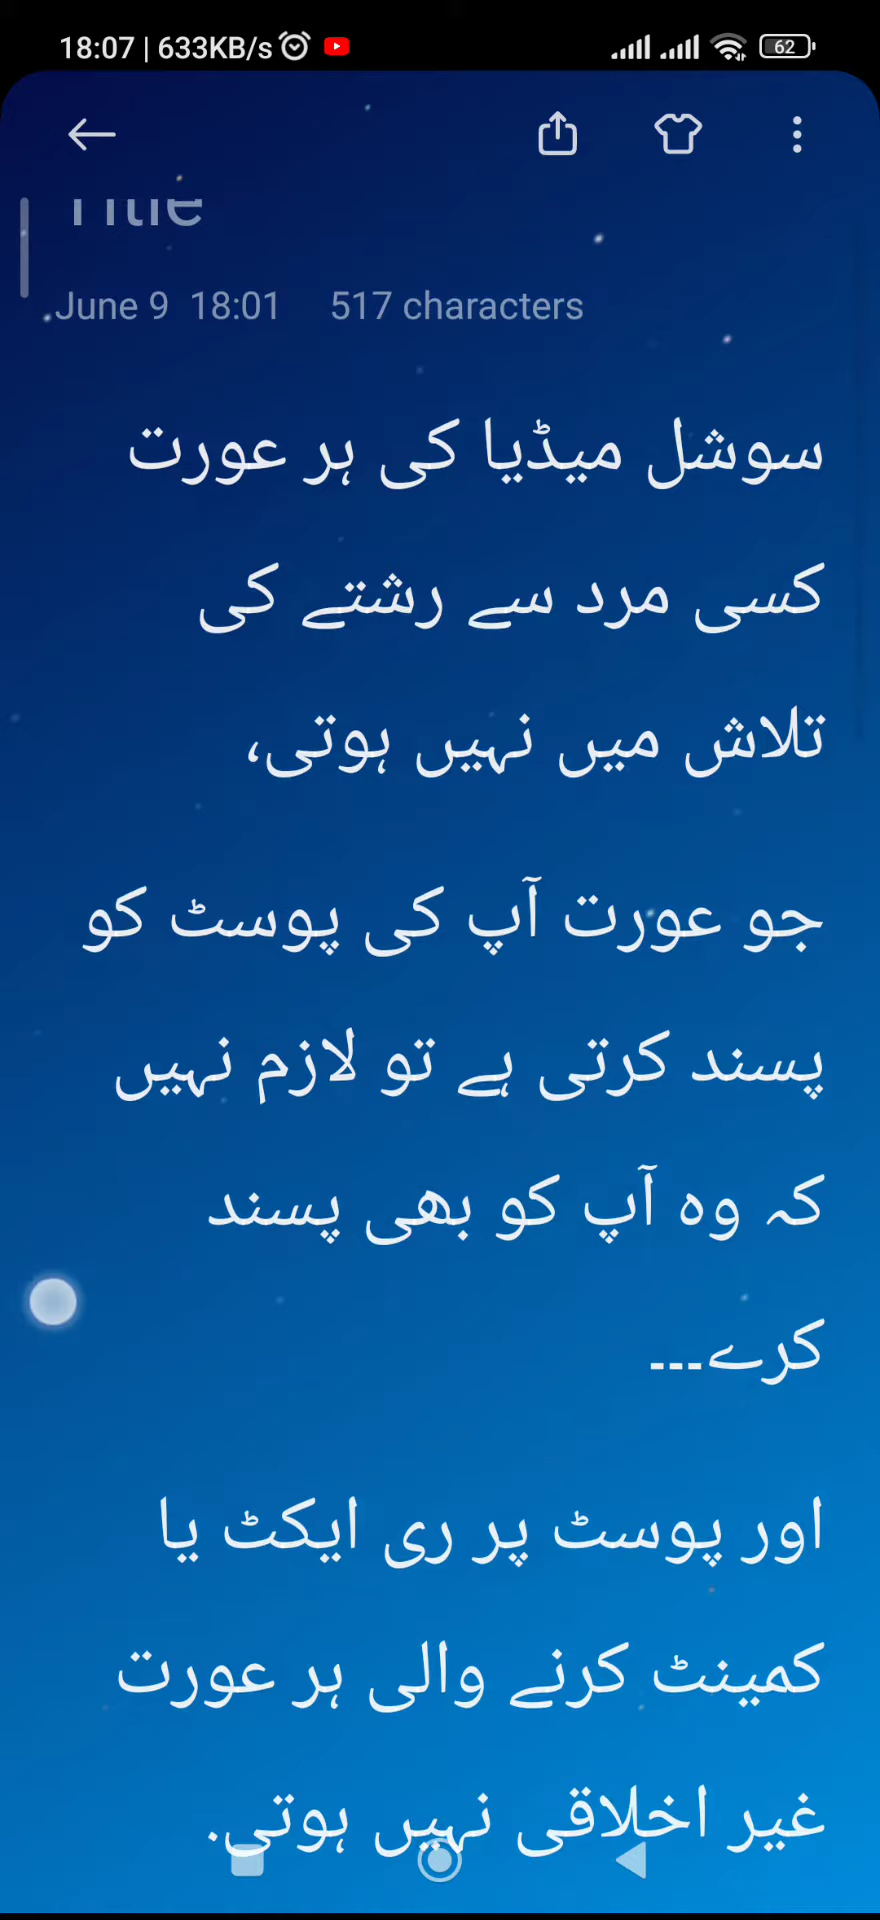 18:07 | 633KB/s 62
Title
June 9 18:01 517 characters
سوشل میڈیا کی ہر عورت
کسی مرد سے رشتے کی
تلاش میں نہیں ہوتی،
جو عورت آپ کی پوسٹ کو
پسند کرتی ہے تو لازم نہیں
کہ وہ آپ کو بھی پسند
کرے---
اور پوسٹ پر ری ایکٹ یا
کمینٹ کرنے والی ہر عورت
غیر اخلاقی نہیں ہوتی.